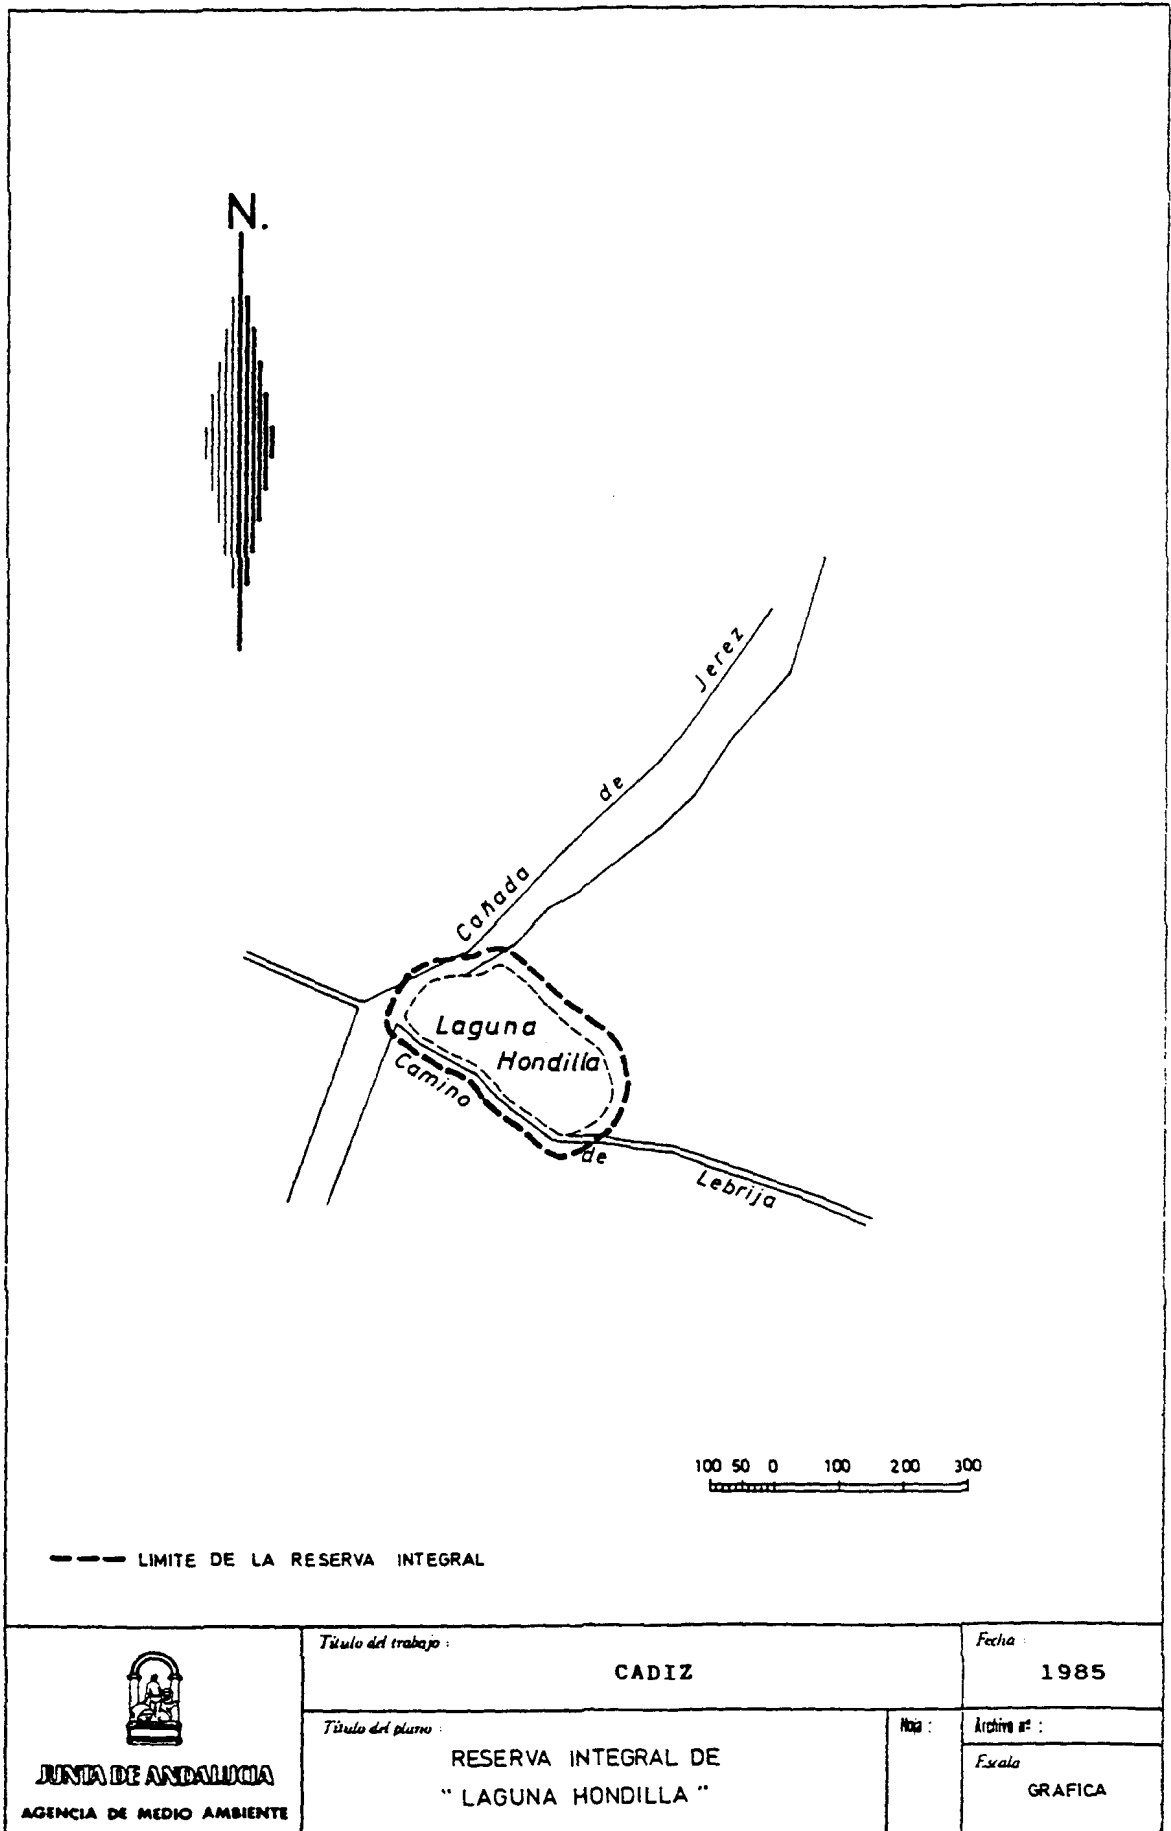 N.
Cañada de Jerez
Laguna
Hondilla
Camino de Lebrija
100 50 0 100 200 300
LIMITE DE LA RESERVA INTEGRAL
Título del trabajo :
CADIZ
Fecha :
1985
Título del plano :
RESERVA INTEGRAL DE
" LAGUNA HONDILLA "
Hoja :
Archivo nº :
Escala
GRAFICA
JUNTA DE ANDALUCIA
AGENCIA DE MEDIO AMBIENTE